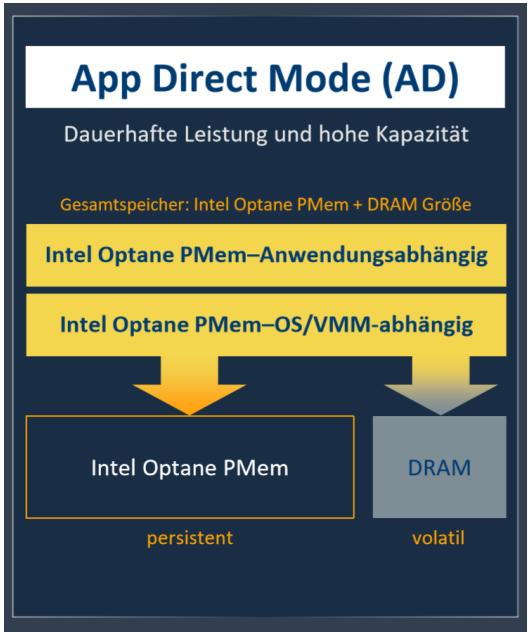 App Direct Mode (AD)
Dauerhafte Leistung und hohe Kapazität
Gesamtspeicher: Intel Optane PMem + DRAM Größe
Intel Optane PMem–Anwendungsabhängig
Intel Optane PMem–OS/VMM-abhängig
Intel Optane PMem
DRAM
persistent
volatil